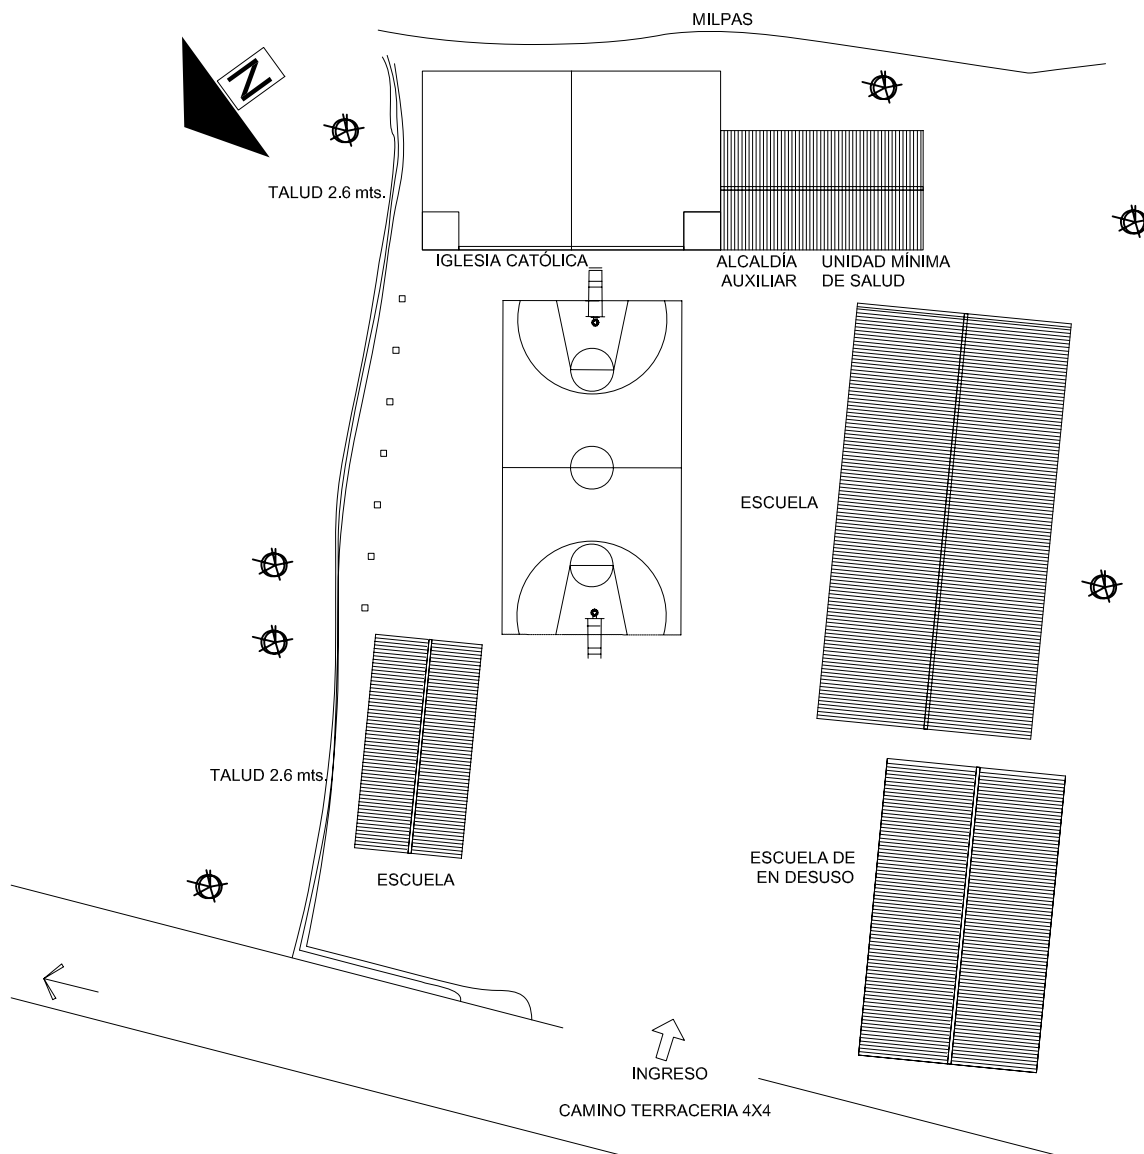 MILPAS
N
TALUD 2.6 mts.
IGLESIA CATÓLICA
ALCALDÍA
AUXILIAR
UNIDAD MÍNIMA
DE SALUD
ESCUELA
TALUD 2.6 mts.
ESCUELA
ESCUELA DE
EN DESUSO
INGRESO
CAMINO TERRACERIA 4X4